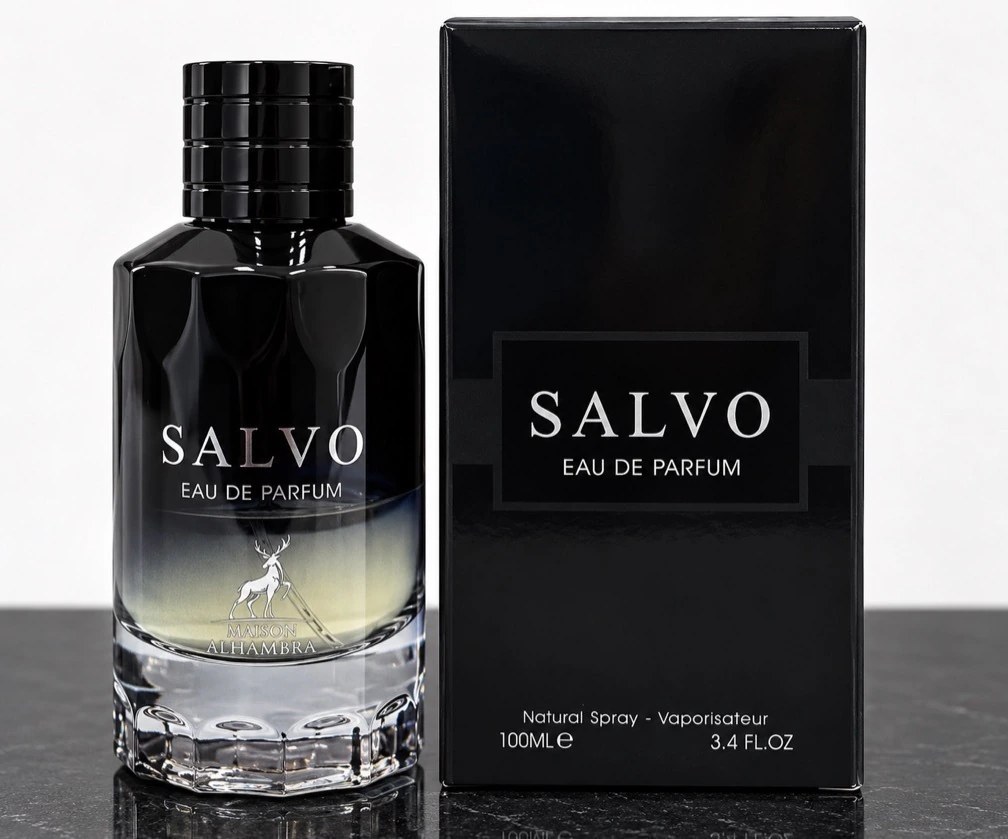 SALVO
EAU DE PARFUM
MAISON
ALHAMBRA
SALVO
EAU DE PARFUM
Natural Spray - Vaporisateur
100ML℮
3.4 FL.OZ